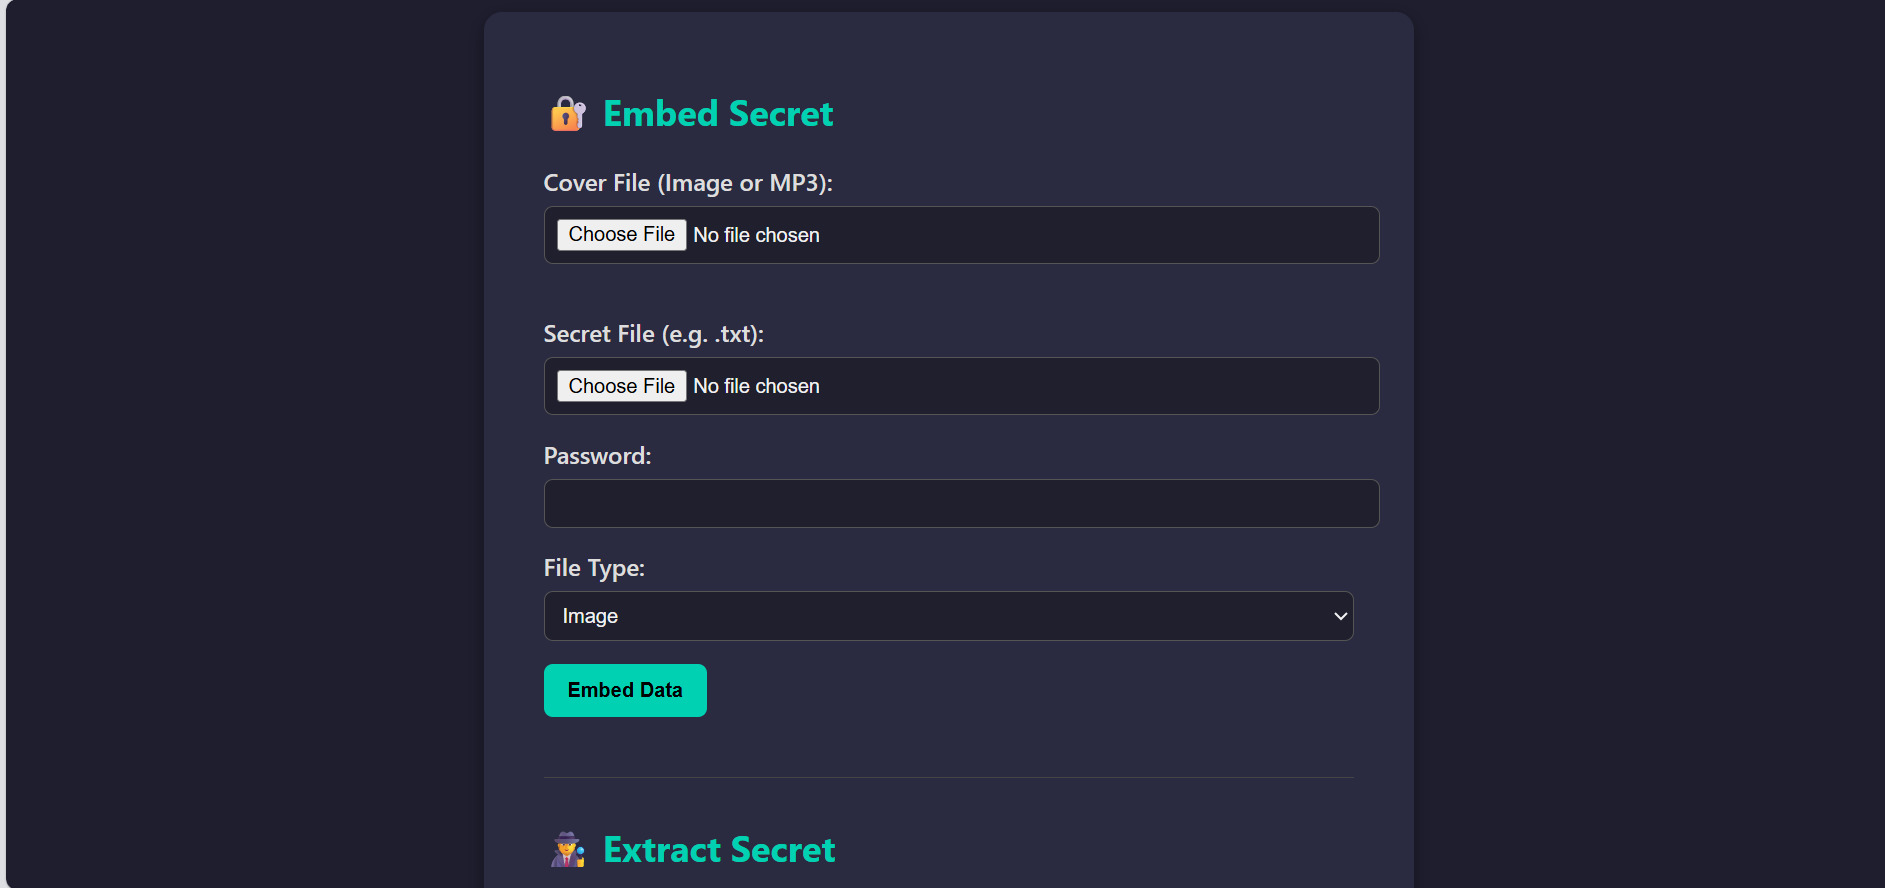 Embed Secret
Cover File (Image or MP3):
Choose File No file chosen
Secret File (e.g. .txt):
Choose File No file chosen
Password:
File Type:
Image
Embed Data
Extract Secret